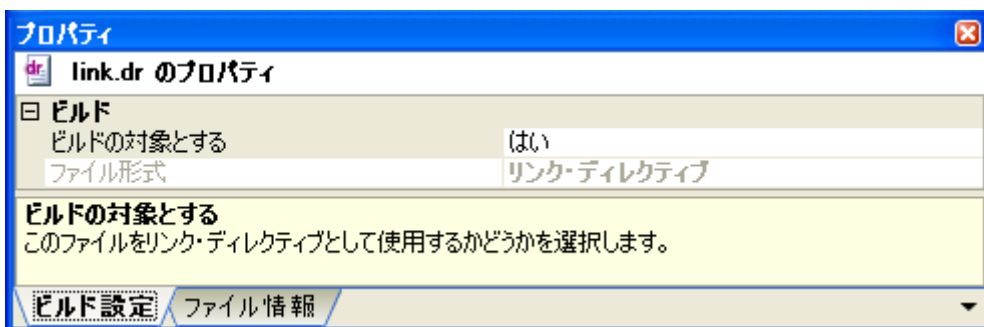 プロパティ
dr. link.dr のプロパティ
ビルド
ビルドの対象とする はい
ファイル形式 リンク・ディレクティブ
ビルドの対象とする
このファイルをリンク・ディレクティブとして使用するかどうかを選択します。
ビルド設定 ファイル情報